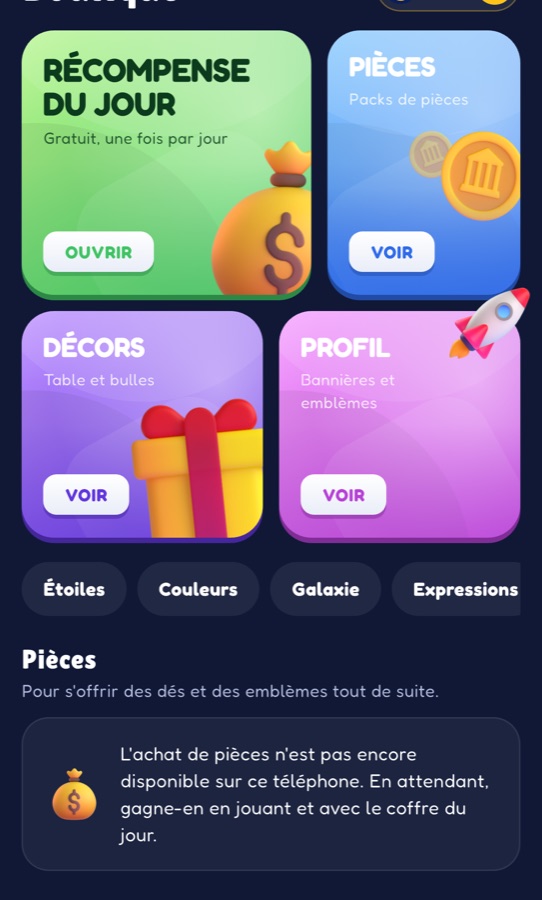 Boutique
RÉCOMPENSE
DU JOUR
Gratuit, une fois par jour
OUVRIR
PIÈCES
Packs de pièces
VOIR
DÉCORS
Table et bulles
VOIR
PROFIL
Bannières et
emblèmes
VOIR
Étoiles
Couleurs
Galaxie
Expressions
Pièces
Pour s'offrir des dés et des emblèmes tout de suite.
L'achat de pièces n'est pas encore
disponible sur ce téléphone. En attendant,
gagne-en en jouant et avec le coffre du
jour.